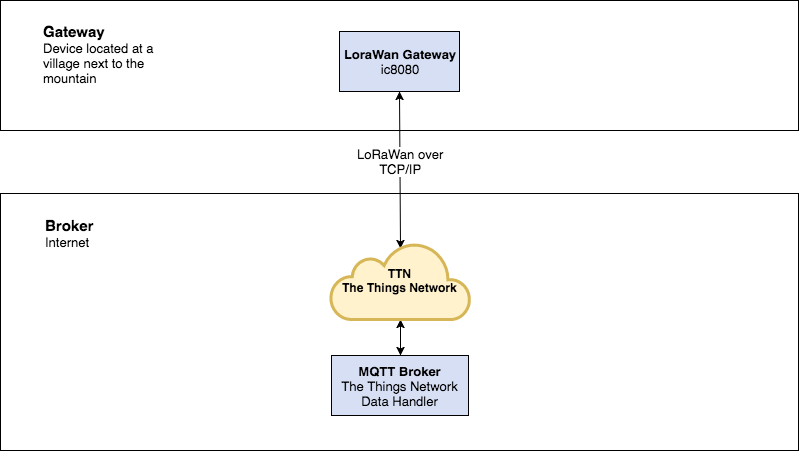 Gateway
Device located at a
village next to the
mountain
LoraWan Gateway
ic8080
LoRaWan over
TCP/IP
Broker
Internet
TTN
The Things Network
MQTT Broker
The Things Network
Data Handler